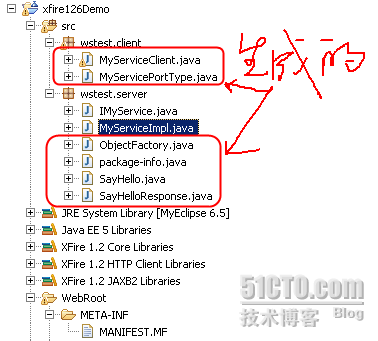 xfire126Demo
src
wstest.client
MyServiceClient.java
MyServicePortType.java
生成的
wstest.server
IMyService.java
MyServiceImpl.java
ObjectFactory.java
package-info.java
SayHello.java
SayHelloResponse.java
JRE System Library [MyEclipse 6.5]
Java EE 5 Libraries
XFire 1.2 Core Libraries
XFire 1.2 HTTP Client Libraries
XFire 1.2 JAXB2 Libraries
WebRoot
META-INF
MANIFEST.MF
51CTO.com
技术博客 Blog